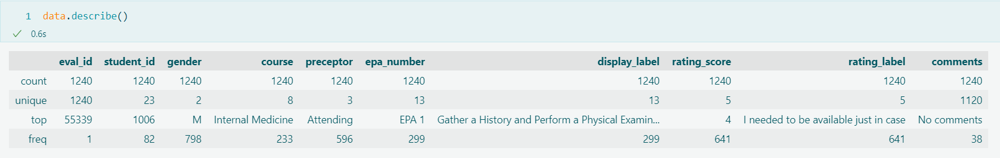 1 data.describe()
0.6s
eval_id student_id gender course preceptor epa_number display_label rating_score rating_label comments
count 1240 1240 1240 1240 1240 1240 1240 1240 1240 1240
unique 1240 23 2 8 3 13 13 5 5 1120
top 55339 1006 M Internal Medicine Attending EPA 1 Gather a History and Perform a Physical Examin... 4 I needed to be available just in case No comments
freq 1 82 798 233 596 299 299 641 641 38